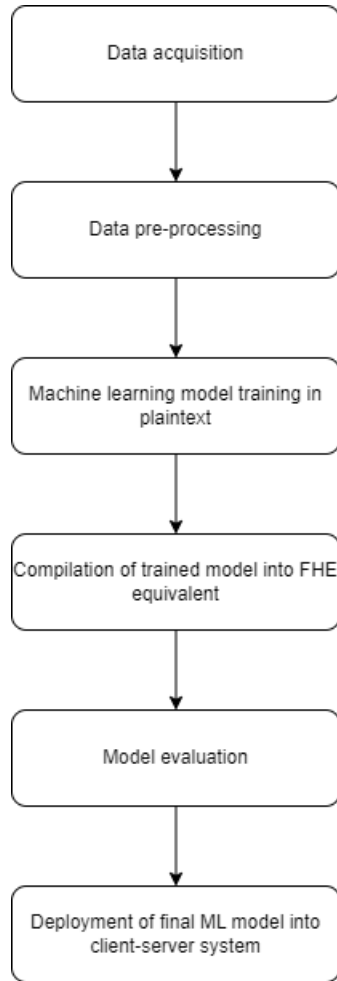 Data acquisition
Data pre-processing
Machine learning model training in
plaintext
Compilation of trained model into FHE
equivalent
Model evaluation
Deployment of final ML model into
client-server system